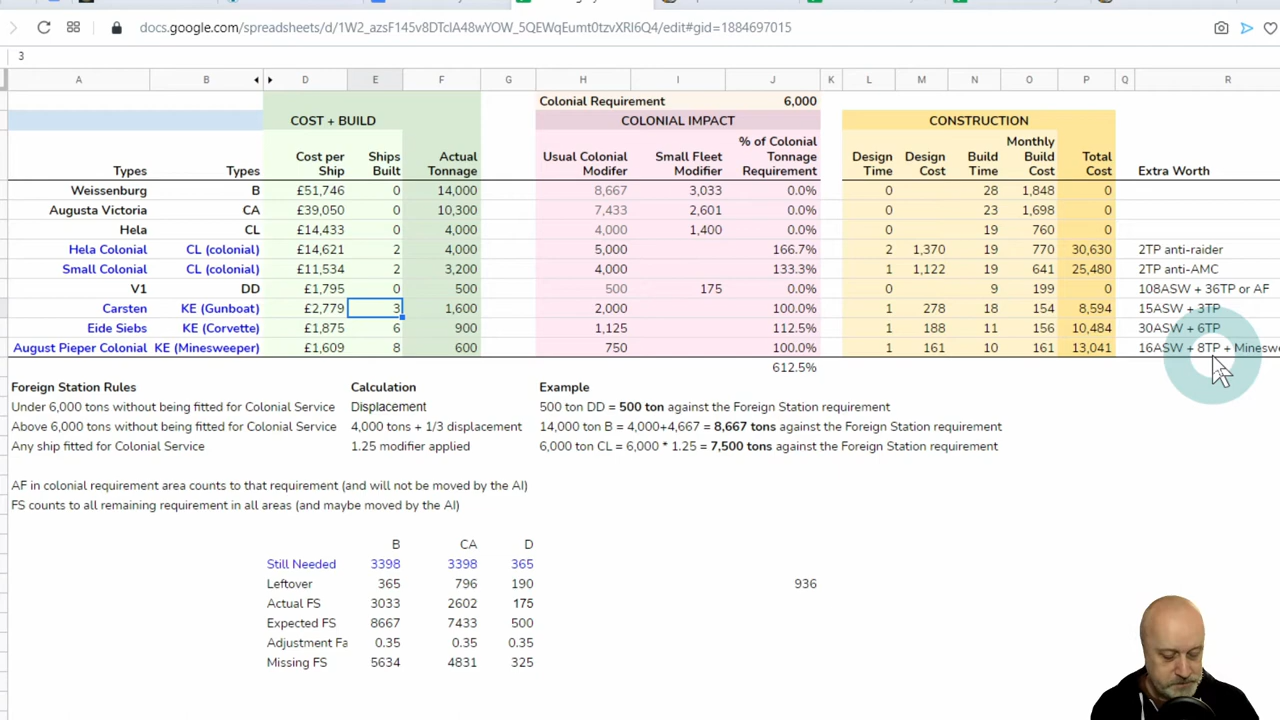 docs.google.com/spreadsheets/d/1W2_azsF145v8DTcIA48wYOW_5QEWqEumt0tzvXRI6Q4/edit#gid=1884697015
3
A B D E F G H I J K L M N O P Q R
Colonial Requirement 6,000
COST + BUILD COLONIAL IMPACT CONSTRUCTION
Types Types Cost per Ship Ships Built Actual Tonnage Usual Colonial Modifer Small Fleet Modifier % of Colonial Tonnage Requirement Design Time Design Cost Build Time Monthly Build Cost Total Cost Extra Worth
Weissenburg B £51,746 0 14,000 8,667 3,033 0.0% 0 28 1,848 0
Augusta Victoria CA £39,050 0 10,300 7,433 2,601 0.0% 0 23 1,698 0
Hela CL £14,433 0 4,000 4,000 1,400 0.0% 0 19 760 0
Hela Colonial CL (colonial) £14,621 2 4,000 5,000 166.7% 2 1,370 19 770 30,630 2TP anti-raider
Small Colonial CL (colonial) £11,534 2 3,200 4,000 133.3% 1 1,122 19 641 25,480 2TP anti-AMC
V1 DD £1,795 0 500 500 175 0.0% 0 9 199 0 108ASW + 36TP or AF
Carsten KE (Gunboat) £2,779 3 1,600 2,000 100.0% 1 278 18 154 8,594 15ASW + 3TP
Eide Siebs KE (Corvette) £1,875 6 900 1,125 112.5% 1 188 11 156 10,484 30ASW + 6TP
August Pieper Colonial KE (Minesweeper) £1,609 8 600 750 100.0% 1 161 10 161 13,041 16ASW + 8TP + Mineswe
612.5%
Foreign Station Rules Calculation Example
Under 6,000 tons without being fitted for Colonial Service Displacement 500 ton DD = 500 ton against the Foreign Station requirement
Above 6,000 tons without being fitted for Colonial Service 4,000 tons + 1/3 displacement 14,000 ton B = 4,000+4,667 = 8,667 tons against the Foreign Station requirement
Any ship fitted for Colonial Service 1.25 modifier applied 6,000 ton CL = 6,000 * 1.25 = 7,500 tons against the Foreign Station requirement
AF in colonial requirement area counts to that requirement (and will not be moved by the AI)
FS counts to all remaining requirement in all areas (and maybe moved by the AI)
B CA D
Still Needed 3398 3398 365
Leftover 365 796 190 936
Actual FS 3033 2602 175
Expected FS 8667 7433 500
Adjustment Fa 0.35 0.35 0.35
Missing FS 5634 4831 325